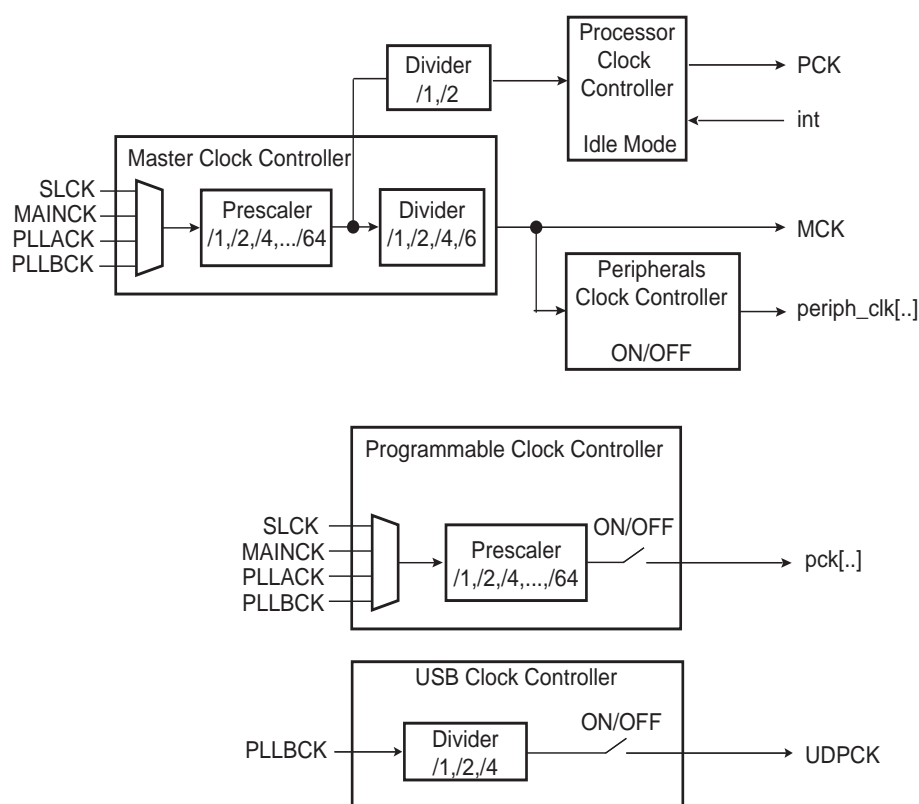 Processor
Clock
Controller
Idle Mode
PCK
int
Divider
/1,/2
Master Clock Controller
SLCK
MAINCK
PLLACK
PLLBCK
Prescaler
/1,/2,/4,.../64
Divider
/1,/2,/4,/6
MCK
Peripherals
Clock Controller
ON/OFF
periph_clk[..]
Programmable Clock Controller
SLCK
MAINCK
PLLACK
PLLBCK
Prescaler
/1,/2,/4,...,/64
ON/OFF
pck[..]
USB Clock Controller
PLLBCK
Divider
/1,/2,/4
ON/OFF
UDPCK